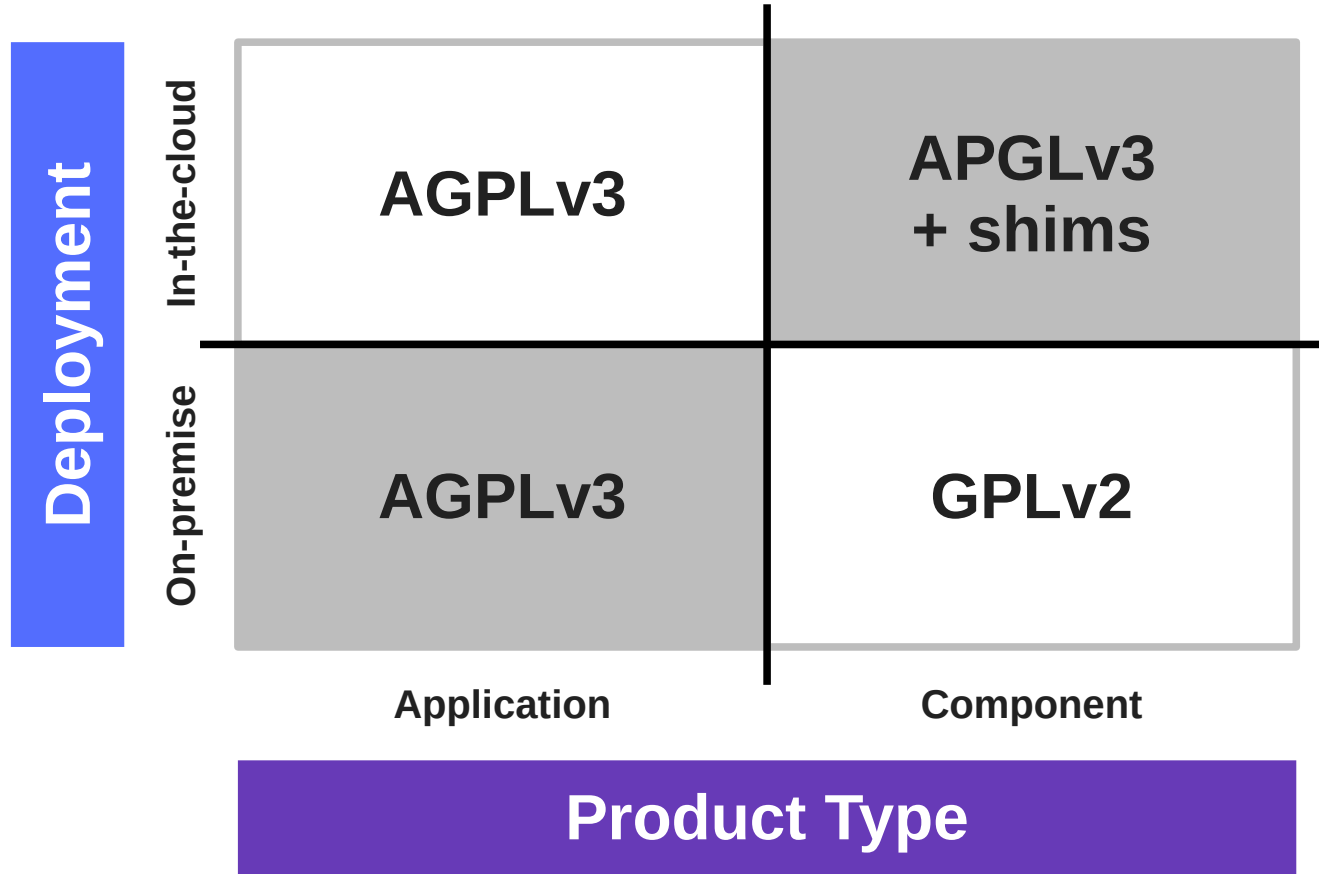 Deployment
In-the-cloud
AGPLv3
APGLv3
+ shims
On-premise
AGPLv3
GPLv2
Application
Component
Product Type